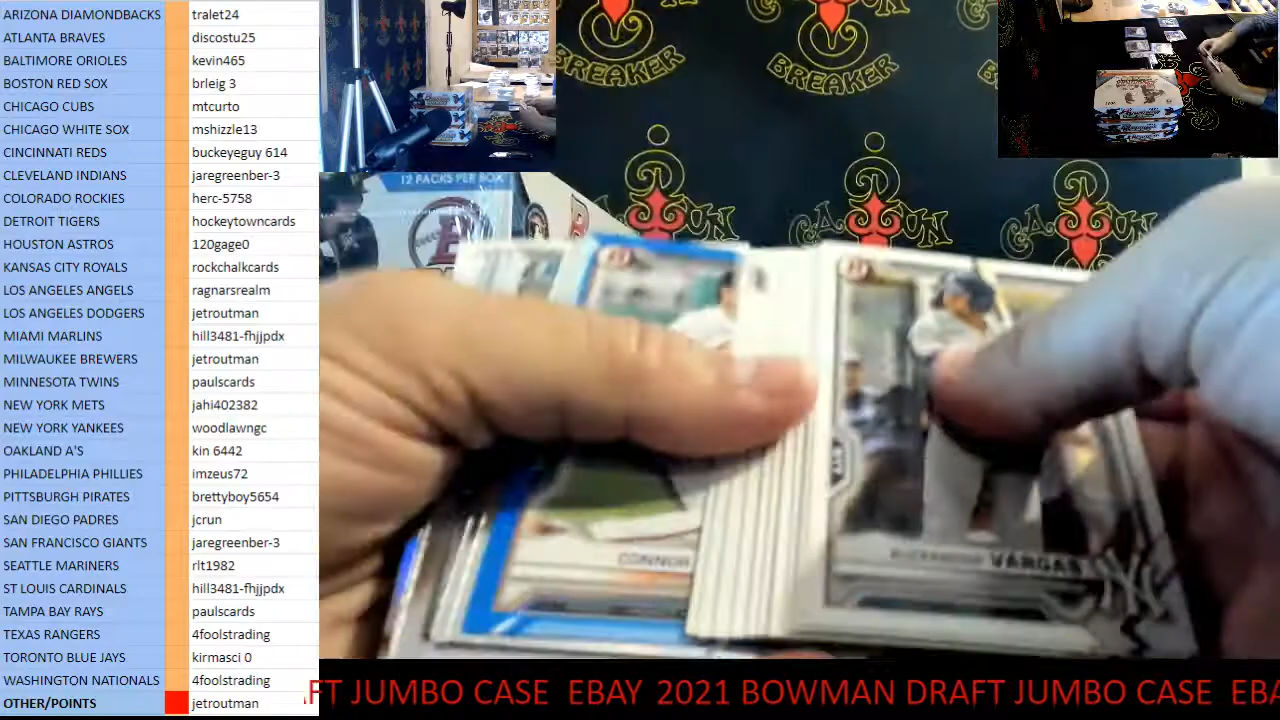 ARIZONA DIAMONDBACKS tralet24
ATLANTA BRAVES discostu25
BALTIMORE ORIOLES kevin465
BOSTON RED SOX brleig 3
CHICAGO CUBS mtcurto
CHICAGO WHITE SOX mshizzle13
CINCINNATI REDS buckeyeguy 614
CLEVELAND INDIANS jaregreenber-3
COLORADO ROCKIES herc-5758
DETROIT TIGERS hockeytowncards
HOUSTON ASTROS 120gage0
KANSAS CITY ROYALS rockchalkcards
LOS ANGELES ANGELS ragnarsrealm
LOS ANGELES DODGERS jetroutman
MIAMI MARLINS hill3481-fhjjpdx
MILWAUKEE BREWERS jetroutman
MINNESOTA TWINS paulscards
NEW YORK METS jahi402382
NEW YORK YANKEES woodlawngc
OAKLAND A'S kin 6442
PHILADELPHIA PHILLIES imzeus72
PITTSBURGH PIRATES brettyboy5654
SAN DIEGO PADRES jcrun
SAN FRANCISCO GIANTS jaregreenber-3
SEATTLE MARINERS rlt1982
ST LOUIS CARDINALS hill3481-fhjjpdx
TAMPA BAY RAYS paulscards
TEXAS RANGERS 4foolstrading
TORONTO BLUE JAYS kirmasci 0
WASHINGTON NATIONALS 4foolstrading
OTHER POINTS jetroutman
BREAKER
BREAKER
12 PACKS PER BOX
CAJUN
CAJUN
CONNOR
VARGAS
FT JUMBO CASE EBAY 2021 BOWMAN DRAFT JUMBO CASE EBA